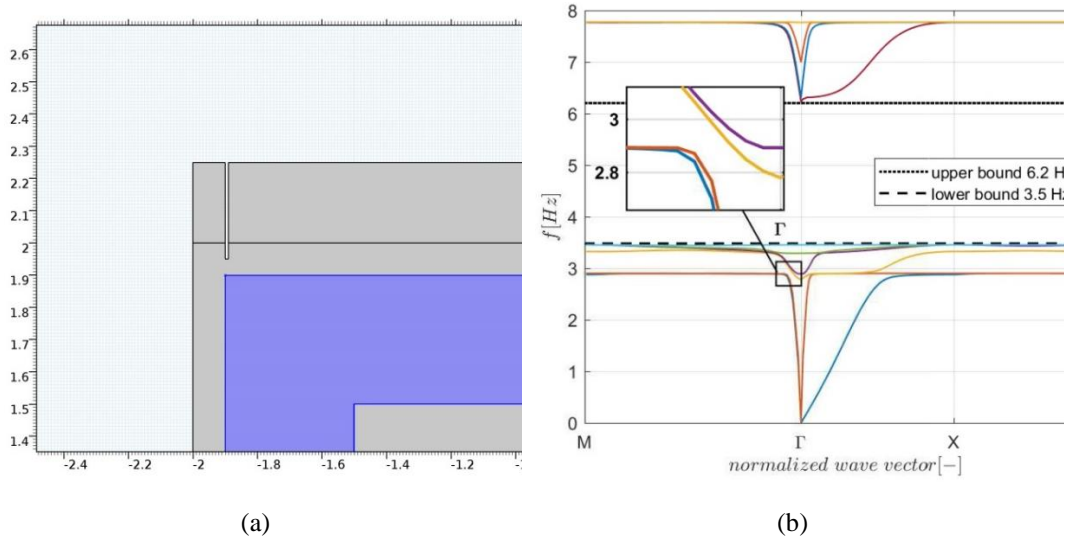 2.6
2.5
2.4
2.3
2.2
2.1
2
1.9
1.8
1.7
1.6
1.5
1.4
-2.4 -2.2 -2 -1.8 -1.6 -1.4 -1.2 -1
(a)
8
7
6
5
4
3
2
1
0
f[Hz]
3
2.8
Γ
upper bound 6.2 H
lower bound 3.5 Hz
M Γ X
normalized wave vector[−]
(b)